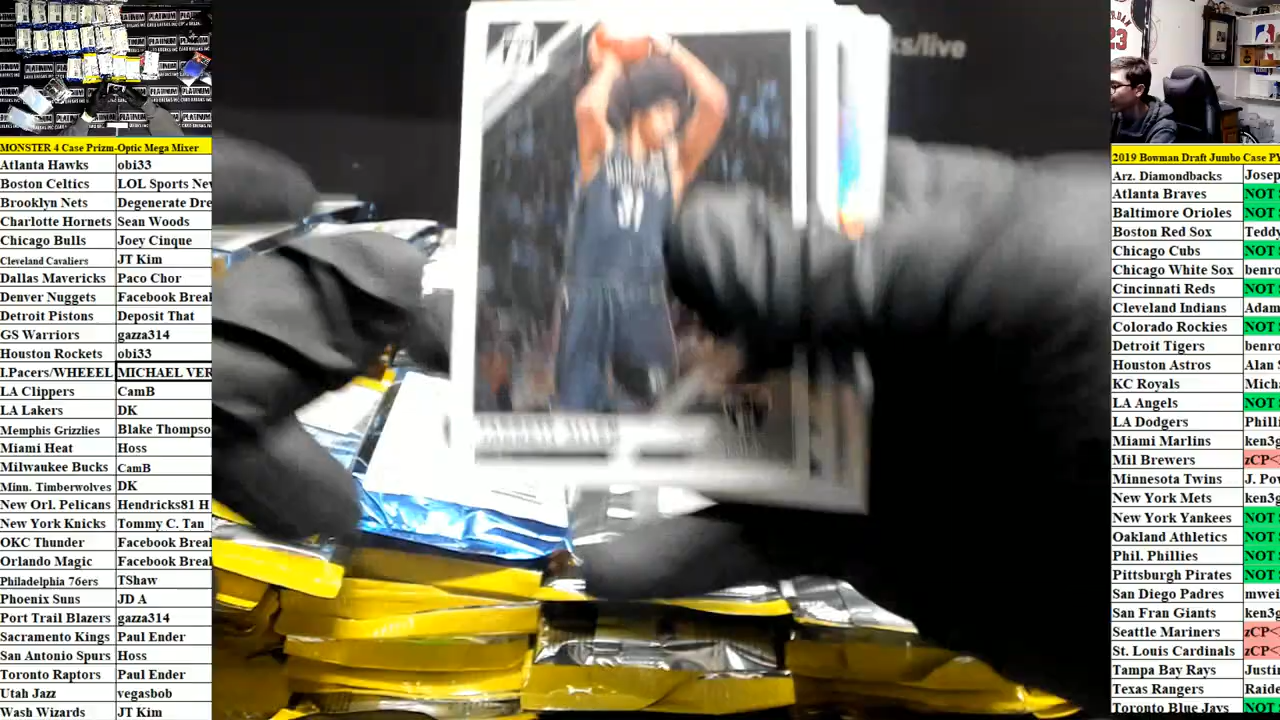 s/live
MONSTER 4 Case Prizm-Optic Mega Mixer
Atlanta Hawks obi33
Boston Celtics LOL Sports Nev
Brooklyn Nets Degenerate Dre
Charlotte Hornets Sean Woods
Chicago Bulls Joey Cinque
Cleveland Cavaliers JT Kim
Dallas Mavericks Paco Chor
Denver Nuggets Facebook Breal
Detroit Pistons Deposit That
GS Warriors gazza314
Houston Rockets obi33
I.Pacers/WHEEEL MICHAEL VER
LA Clippers CamB
LA Lakers DK
Memphis Grizzlies Blake Thompso
Miami Heat Hoss
Milwaukee Bucks CamB
Minn. Timberwolves DK
New Orl. Pelicans Hendricks81 H
New York Knicks Tommy C. Tan
OKC Thunder Facebook Breal
Orlando Magic Facebook Breal
Philadelphia 76ers TShaw
Phoenix Suns JD A
Port Trail Blazers gazza314
Sacramento Kings Paul Ender
San Antonio Spurs Hoss
Toronto Raptors Paul Ender
Utah Jazz vegasbob
Wash Wizards JT Kim
23
2019 Bowman Draft Jumbo Case PY
Arz. Diamondbacks Josep
Atlanta Braves NOT
Baltimore Orioles NOT
Boston Red Sox Teddy
Chicago Cubs NOT
Chicago White Sox benro
Cincinnati Reds NOT
Cleveland Indians Adam
Colorado Rockies NOT
Detroit Tigers benro
Houston Astros Alan
KC Royals Micha
LA Angels NOT
LA Dodgers Philli
Miami Marlins ken3g
Mil Brewers zCP<
Minnesota Twins J. Pov
New York Mets ken3g
New York Yankees NOT
Oakland Athletics NOT
Phil. Phillies NOT
Pittsburgh Pirates NOT
San Diego Padres mwei
San Fran Giants ken3g
Seattle Mariners zCP<
St. Louis Cardinals zCP<
Tampa Bay Rays Justin
Texas Rangers Raide
Toronto Blue Jays NOT